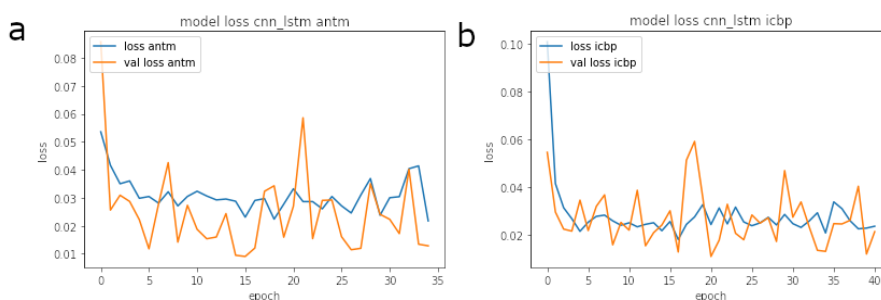 a
model loss cnn_lstm antm
loss antm
val loss antm
loss
0.08
0.07
0.06
0.05
0.04
0.03
0.02
0.01
0 5 10 15 20 25 30 35
epoch
b
model loss cnn_lstm icbp
loss icbp
val loss icbp
loss
0.10
0.08
0.06
0.04
0.02
0 5 10 15 20 25 30 35 40
epoch